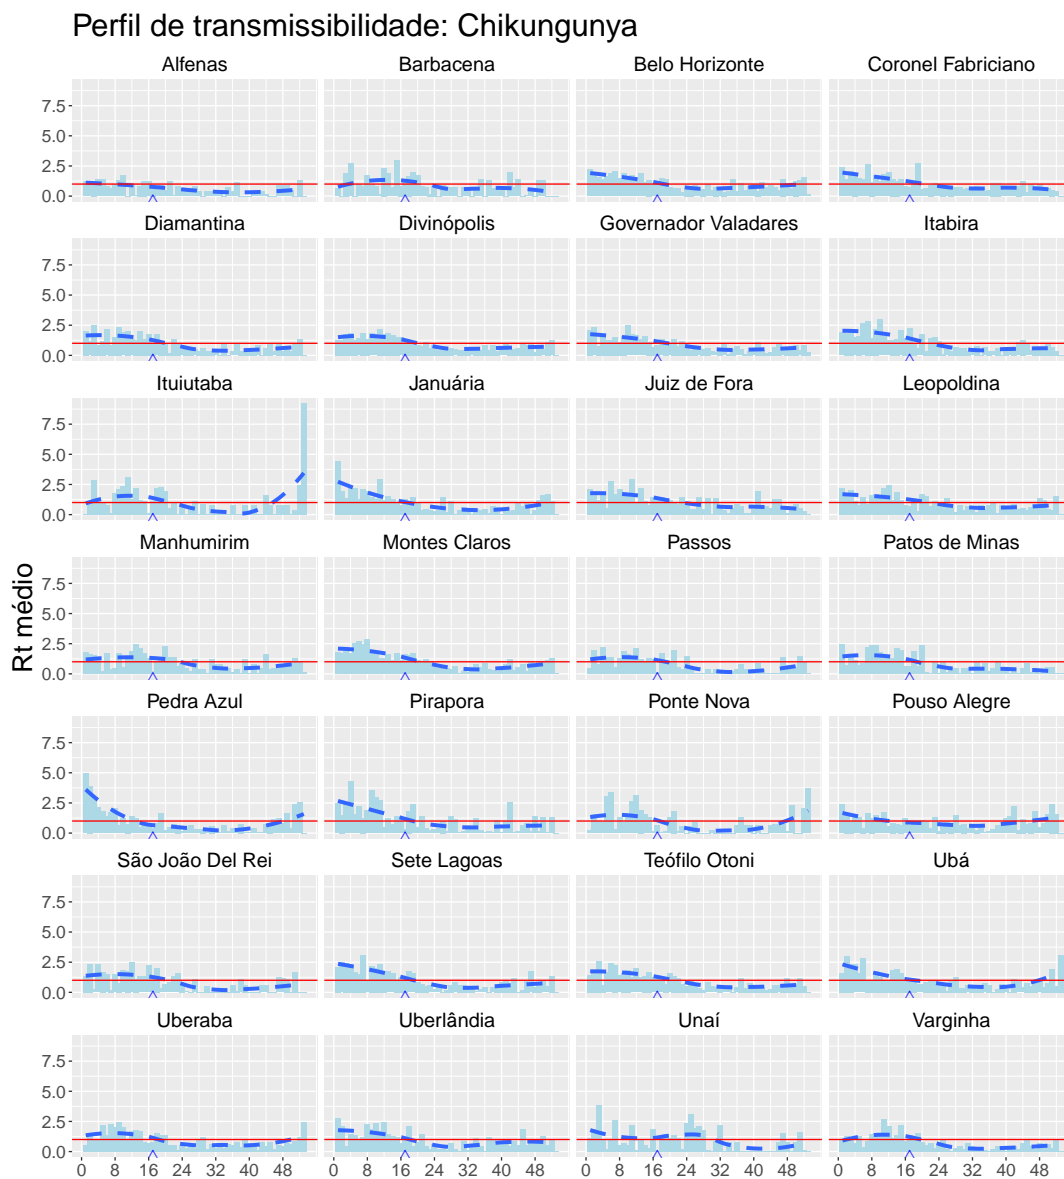 Perfil de transmissibilidade: Chikungunya
Alfenas Barbacena Belo Horizonte Coronel Fabriciano
7.5
5.0
2.5
0.0
Diamantina Divinópolis Governador Valadares Itabira
7.5
5.0
2.5
0.0
Ituiutaba Januária Juiz de Fora Leopoldina
7.5
5.0
2.5
0.0
Manhumirim Montes Claros Passos Patos de Minas
7.5
5.0
2.5
0.0
Rt médio
Pedra Azul Pirapora Ponte Nova Pouso Alegre
7.5
5.0
2.5
0.0
São João Del Rei Sete Lagoas Teófilo Otoni Ubá
7.5
5.0
2.5
0.0
Uberaba Uberlândia Unaí Varginha
7.5
5.0
2.5
0.0
0 8 16 24 32 40 48 0 8 16 24 32 40 48 0 8 16 24 32 40 48 0 8 16 24 32 40 48